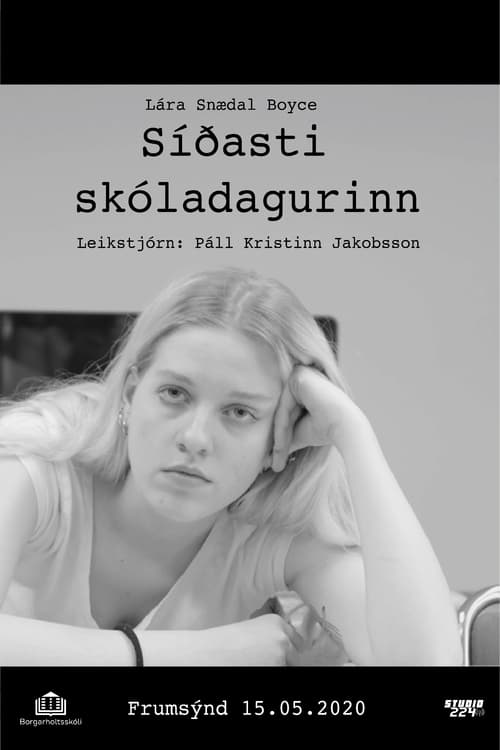 Lára Snædal Boyce
Síðasti
skóladagurinn
Leikstjórn: Páll Kristinn Jakobsson
Borgarholtsskóli
Frumsýnd 15.05.2020
STUDIO
224